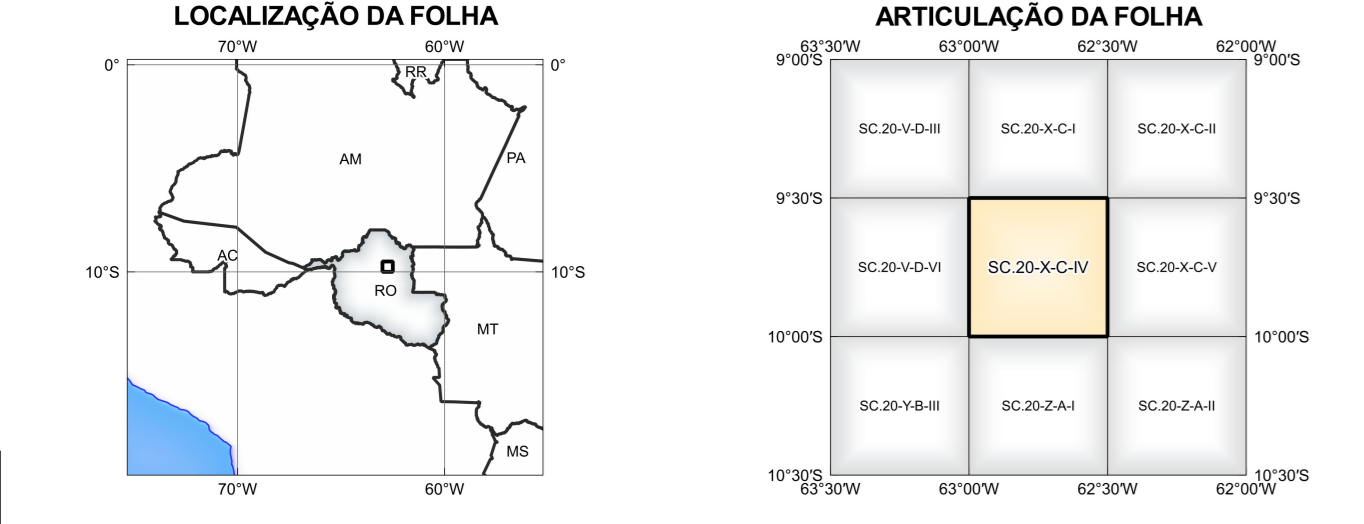 LOCALIZAÇÃO DA FOLHA
70°W 60°W
0° 0°
RR
AM
PA
AC
10°S 10°S
RO
MT
MS
70°W 60°W
ARTICULAÇÃO DA FOLHA
63°30'W 63°00'W 62°30'W 62°00'W
9°00'S 9°00'S
SC.20-V-D-III SC.20-X-C-I SC.20-X-C-II
9°30'S 9°30'S
SC.20-V-D-VI SC.20-X-C-IV SC.20-X-C-V
10°00'S 10°00'S
SC.20-Y-B-III SC.20-Z-A-I SC.20-Z-A-II
10°30'S 10°30'S
63°30'W 63°00'W 62°30'W 62°00'W